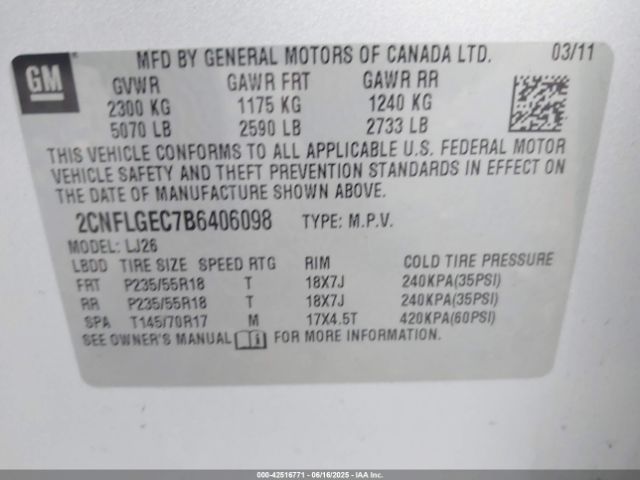 GM
MFD BY GENERAL MOTORS OF CANADA LTD. 03/11
GVWR GAWR FRT GAWR RR
2300 KG 1175 KG 1240 KG
5070 LB 2590 LB 2733 LB
THIS VEHICLE CONFORMS TO ALL APPLICABLE U.S. FEDERAL MOTOR
VEHICLE SAFETY AND THEFT PREVENTION STANDARDS IN EFFECT ON
THE DATE OF MANUFACTURE SHOWN ABOVE.
2CNFLGEC7B6406098 TYPE: M.P.V.
MODEL: LJ26
LBDD TIRE SIZE SPEED RTG RIM COLD TIRE PRESSURE
FRT P235/55R18 T 18X7J 240KPA(35PSI)
RR P235/55R18 T 18X7J 240KPA(35PSI)
SPA T145/70R17 M 17X4.5T 420KPA(60PSI)
SEE OWNER'S MANUAL FOR MORE INFORMATION.
000-42516771 - 06/16/2025 - IAAI.COM